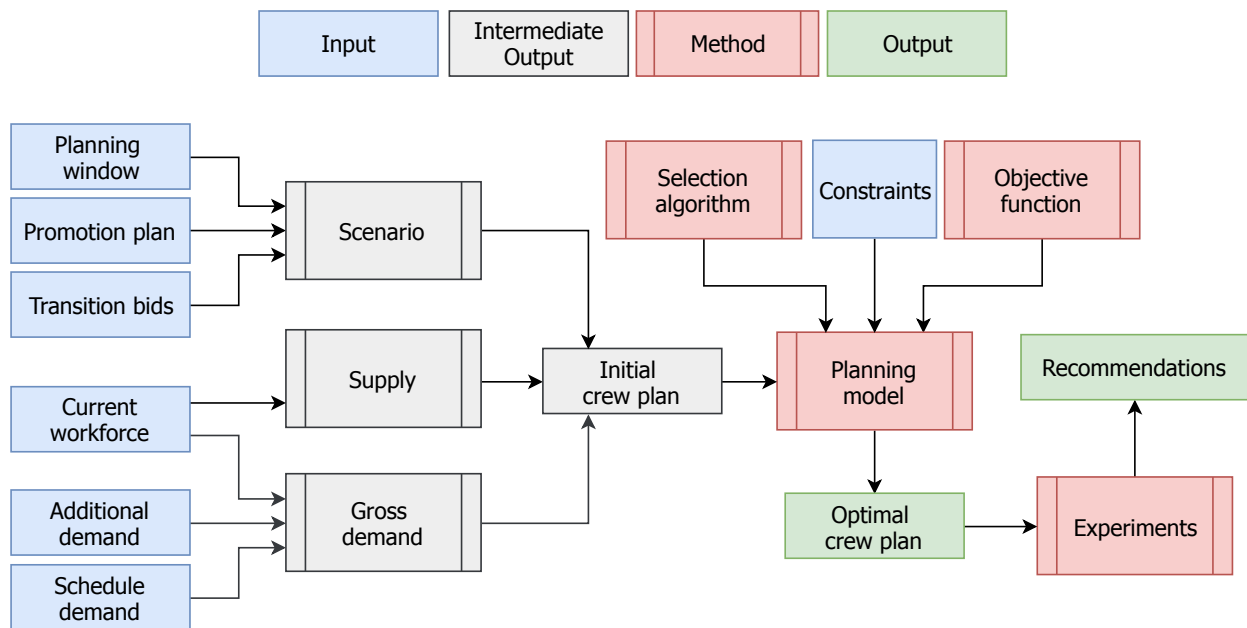 Input
Intermediate
Output
Method
Output
Planning
window
Promotion plan
Transition bids
Scenario
Selection
algorithm
Constraints
Objective
function
Current
workforce
Supply
Initial
crew plan
Planning
model
Recommendations
Additional
demand
Schedule
demand
Gross
demand
Optimal
crew plan
Experiments